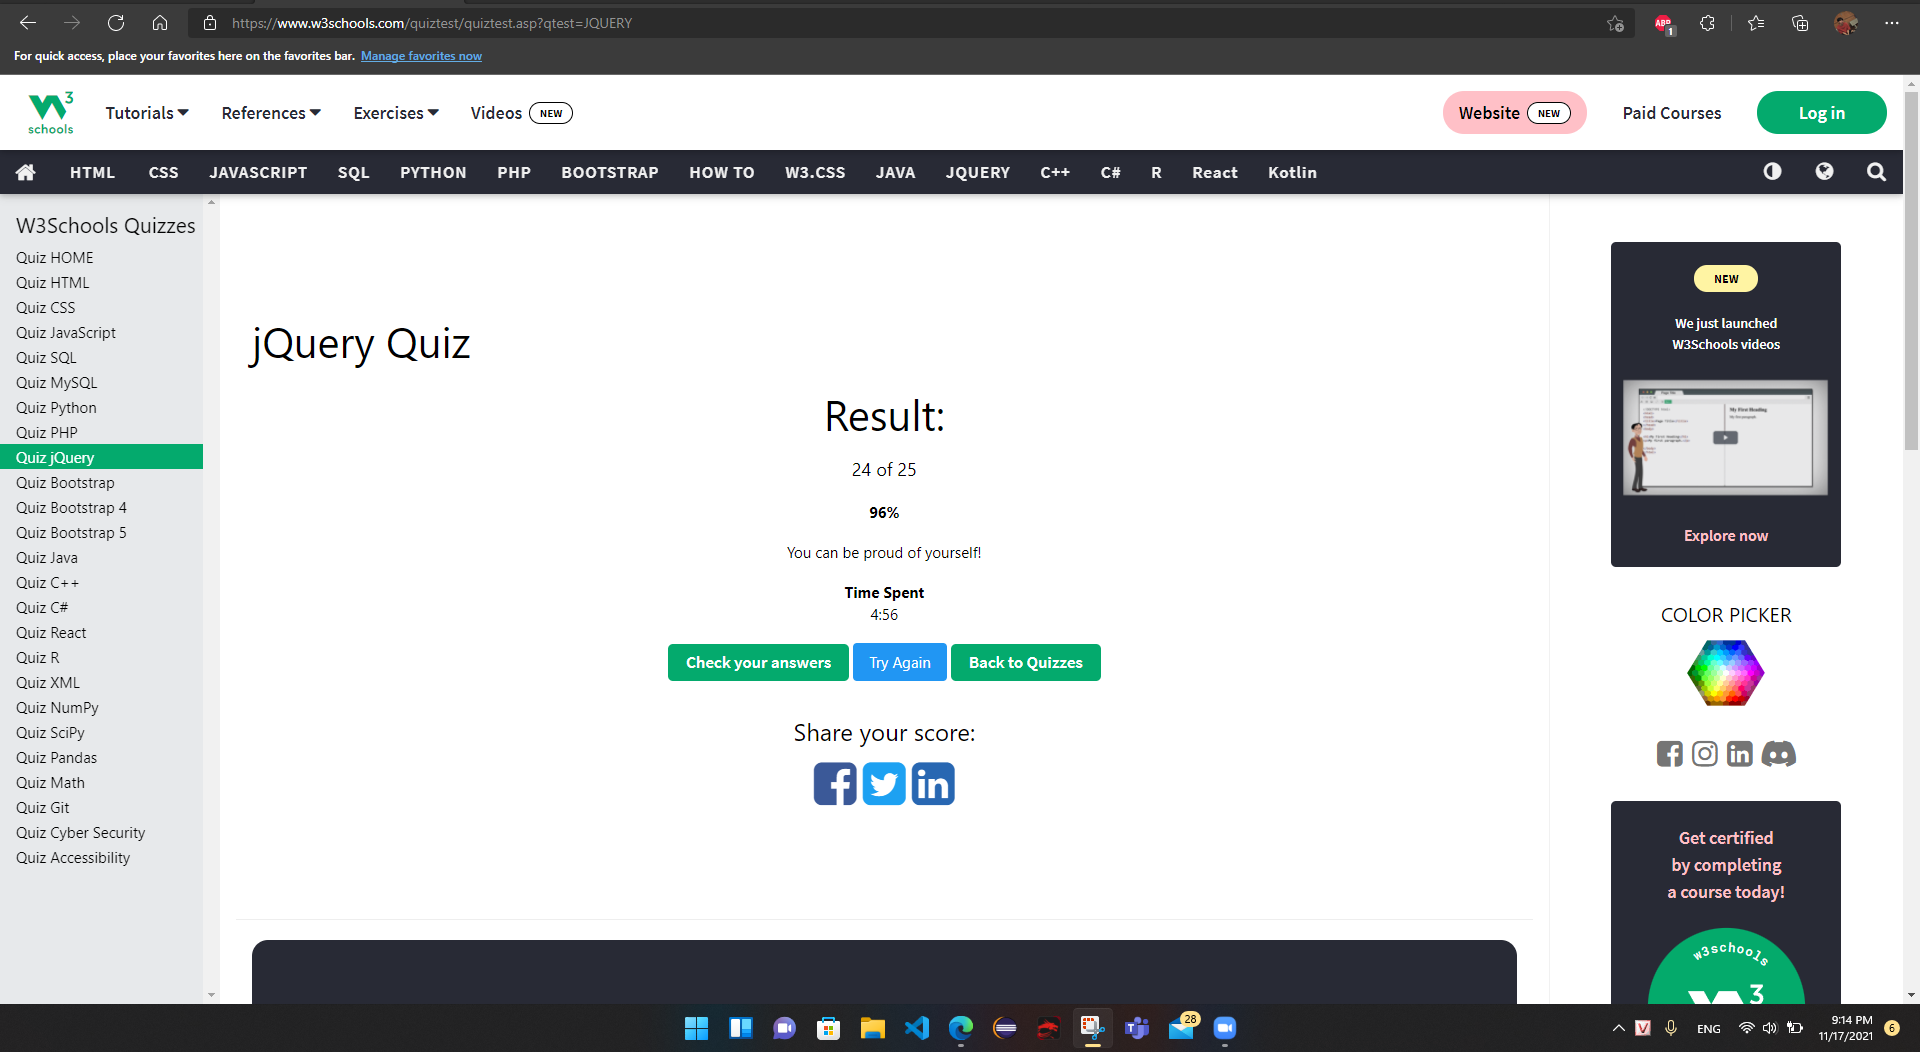 https://www.w3schools.com/quiztest/quiztest.asp?qtest=JQUERY
ABP
1
For quick access, place your favorites here on the favorites bar. Manage favorites now
W3
schools
Tutorials
References
Exercises
Videos NEW
Website NEW
Paid Courses
Log in
HTML CSS JAVASCRIPT SQL PYTHON PHP BOOTSTRAP HOW TO W3.CSS JAVA JQUERY C++ C# R React Kotlin
W3Schools Quizzes
Quiz HOME
Quiz HTML
Quiz CSS
Quiz JavaScript
Quiz SQL
Quiz MySQL
Quiz Python
Quiz PHP
Quiz jQuery
Quiz Bootstrap
Quiz Bootstrap 4
Quiz Bootstrap 5
Quiz Java
Quiz C++
Quiz C#
Quiz React
Quiz R
Quiz XML
Quiz NumPy
Quiz SciPy
Quiz Pandas
Quiz Math
Quiz Git
Quiz Cyber Security
Quiz Accessibility
jQuery Quiz
Result:
24 of 25
96%
You can be proud of yourself!
Time Spent
4:56
Check your answers
Try Again
Back to Quizzes
Share your score:
NEW
We just launched
W3Schools videos
My First Heading
Explore now
COLOR PICKER
Get certified
by completing
a course today!
w3schools
W3
28
V
ENG
9:14 PM
11/17/2021
6